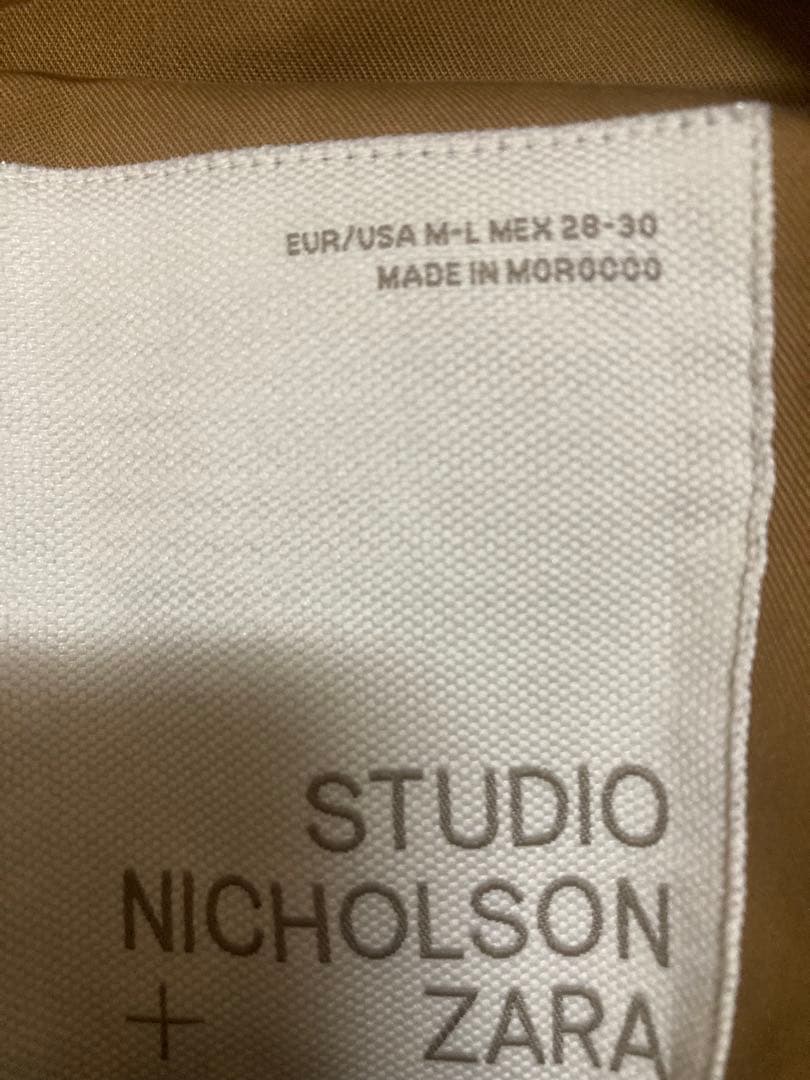 EUR/USA M-L MEX 28-30
MADE IN MOROCCO
STUDIO
NICHOLSON
+ ZARA